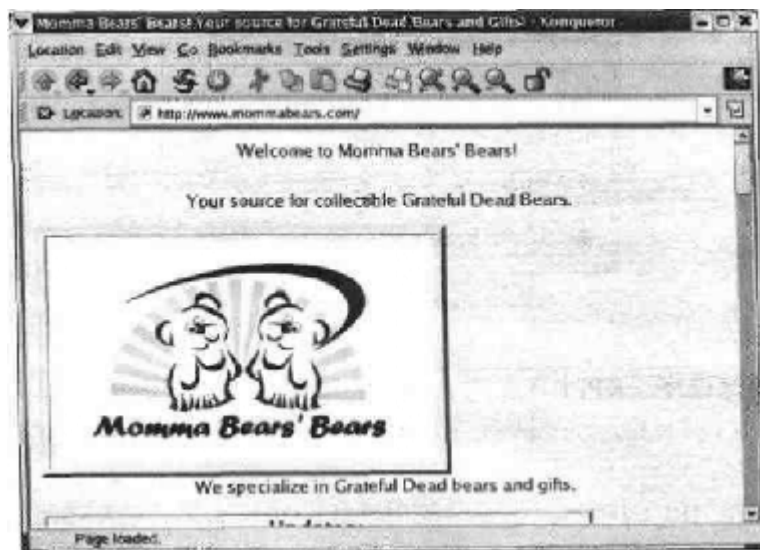 Momma Bears' Bears! Your source for Grateful Dead Bears and Gifts! - Konqueror
Location Edit View Go Bookmarks Tools Settings Window Help
Location: http://www.mommabears.com/
Welcome to Momma Bears' Bears!
Your source for collectible Grateful Dead Bears.
Momma Bears' Bears
We specialize in Grateful Dead bears and gifts.
Updates:
Page loaded.